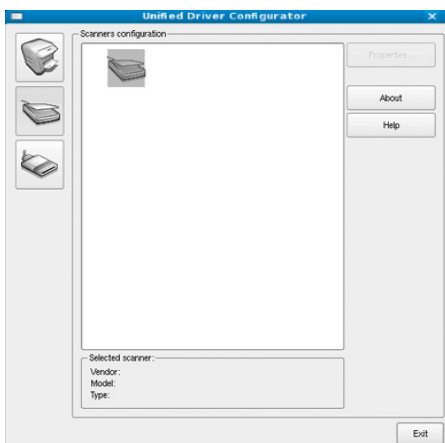 Unified Driver Configurator
Scanners configuration
Properties...
About
Help
Selected scanner:
Vendor:
Model:
Type:
Exit